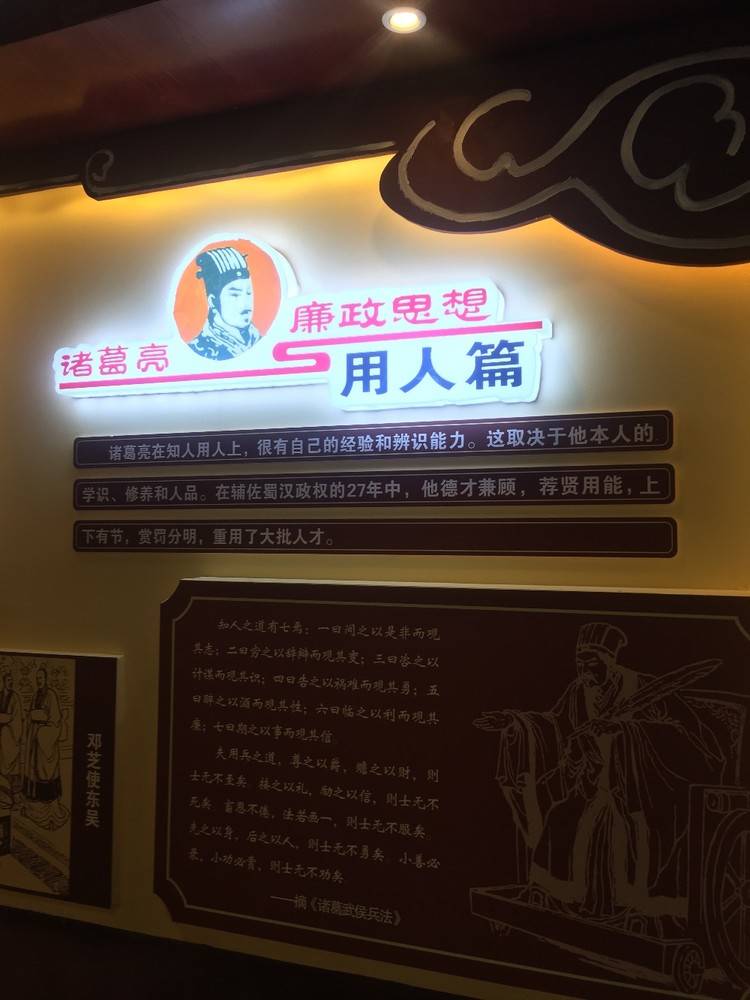 诸葛亮
廉政思想
用人篇
诸葛亮在知人用人上，很有自己的经验和辨识能力。这取决于他本人的
学识、修养和人品。在辅佐蜀汉政权的27年中，他德才兼顾，荐贤用能，上
下有节，赏罚分明，重用了大批人才。
知人之道有七焉：一曰间之以是非而观
其志；二曰穷之以辞辩而观其变；三曰咨之以
计谋而观其识；四曰告之以祸难而观其勇；五
曰醉之以酒而观其性；六曰临之以利而观其
廉；七曰期之以事而观其信。
夫用兵之道，尊之以爵，赡之以财，则
士无不至矣；接之以礼，励之以信，则士无不
死矣；畜恩不倦，法若画一，则士无不服矣；
先之以身，后之以人，则士无不勇矣；小善必
录，小功必赏，则士无不劝矣。
——摘《诸葛武侯兵法》
邓芝使东吴